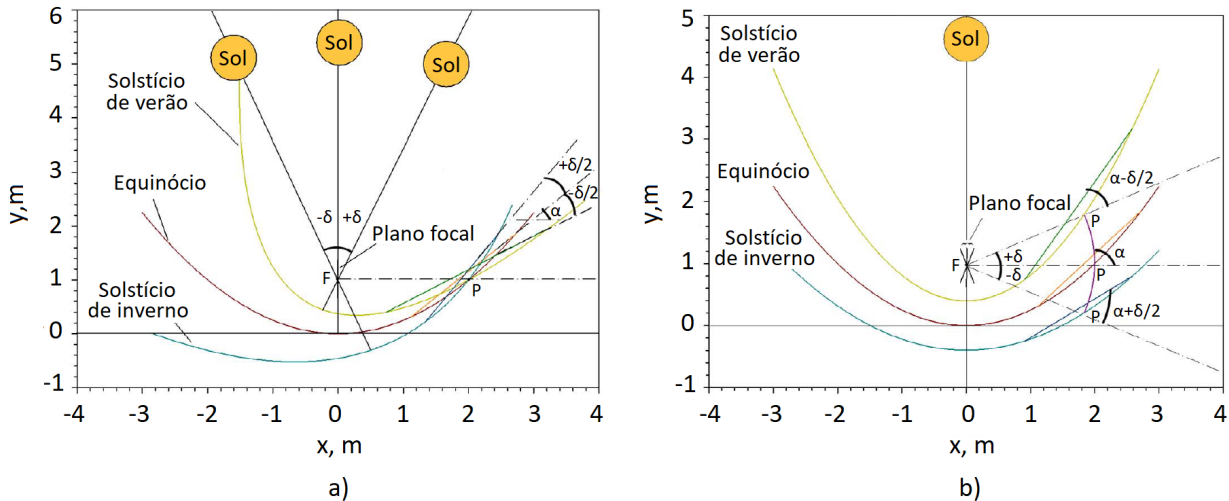 6
5
4
3
2
1
0
-1
y,m
-4
-3
-2
-1
0
1
2
3
4
x, m
Sol
Sol
Sol
Solstício
de verão
Equinócio
Solstício
de inverno
-δ
+δ
Plano focal
F
P
+δ/2
-δ/2
α
a)
5
4
3
2
1
0
-1
y,m
-4
-3
-2
-1
0
1
2
3
4
x, m
Sol
Solstício
de verão
Equinócio
Solstício
de inverno
Plano focal
F
+δ
-δ
P
P
P
α-δ/2
α
α+δ/2
b)